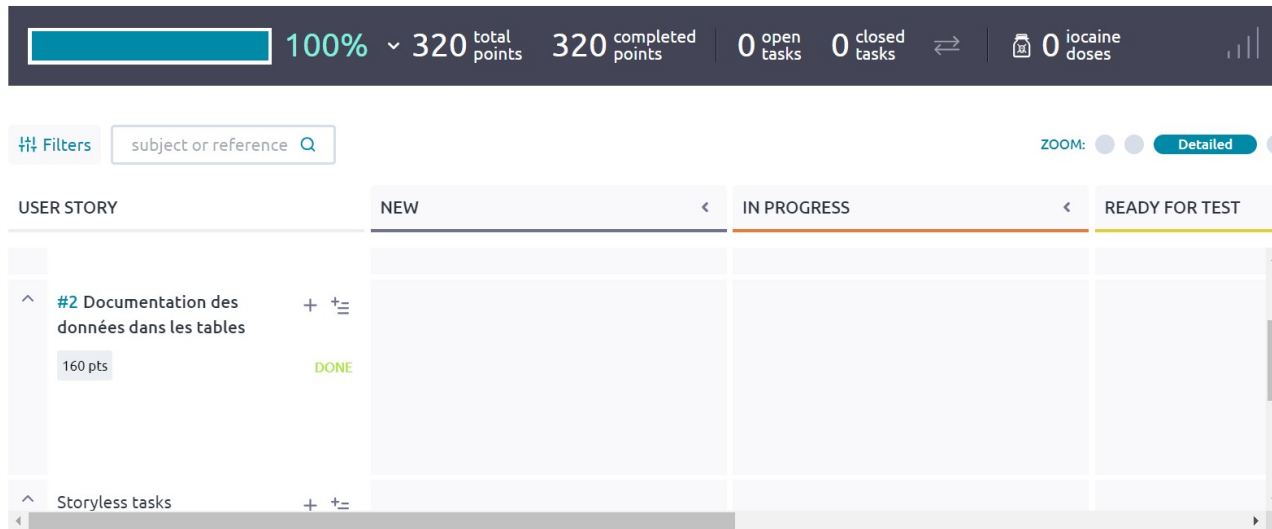 100% 320 total points 320 completed points 0 open tasks 0 closed tasks 0 iocaine doses
Filters subject or reference ZOOM: Detailed
USER STORY NEW IN PROGRESS READY FOR TEST
#2 Documentation des
données dans les tables
160 pts DONE
Storyless tasks